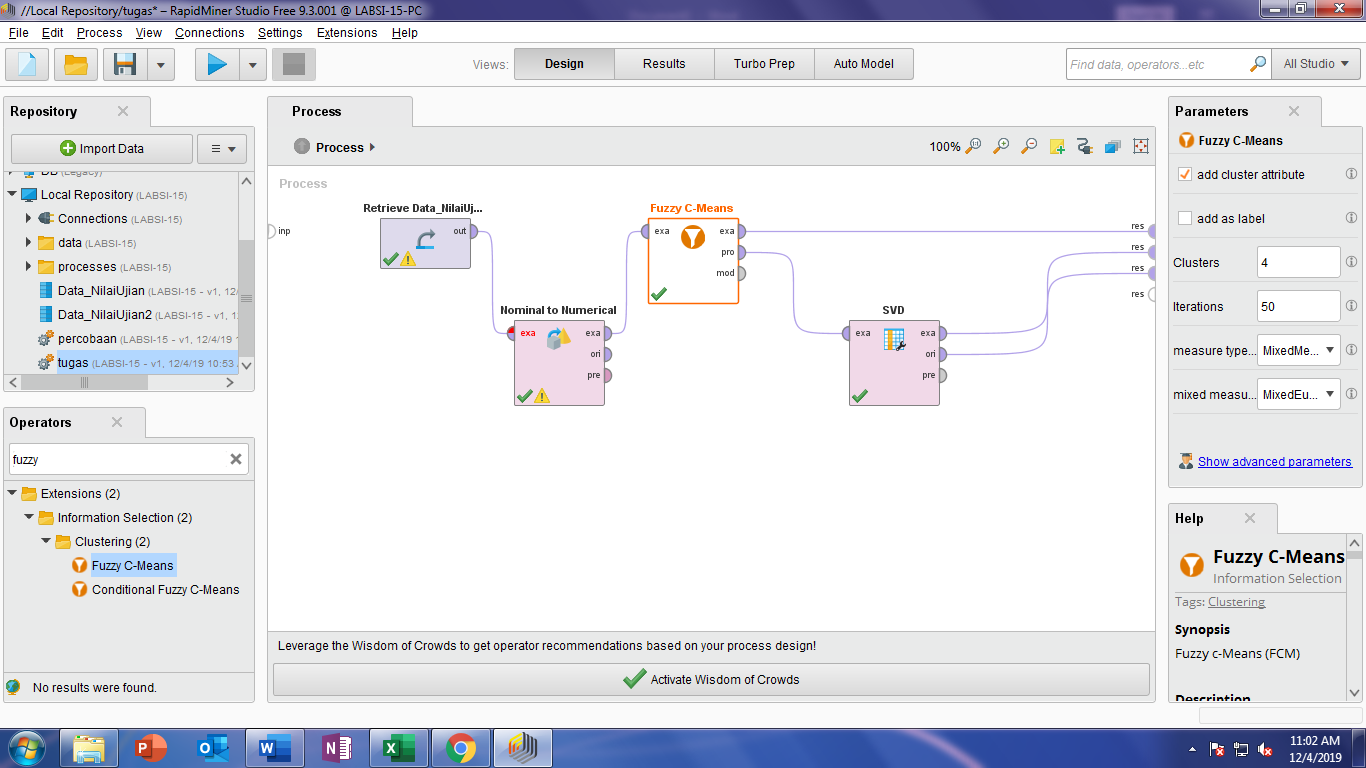 //Local Repository/tugas* – RapidMiner Studio Free 9.3.001 @ LABSI-15-PC
File Edit Process View Connections Settings Extensions Help
Views: Design Results Turbo Prep Auto Model
Find data, operators...etc All Studio
Repository
Import Data
DB (Legacy)
Local Repository (LABSI-15)
Connections (LABSI-15)
data (LABSI-15)
processes (LABSI-15)
Data_NilaiUjian (LABSI-15 - v1, 12/
Data_NilaiUjian2 (LABSI-15 - v1, 1
percobaan (LABSI-15 - v1, 12/4/19 1
tugas (LABSI-15 - v1, 12/4/19 10:53
Operators
fuzzy
Extensions (2)
Information Selection (2)
Clustering (2)
Fuzzy C-Means
Conditional Fuzzy C-Means
No results were found.
Process
Process
100%
Process
inp
Retrieve Data_NilaiUj...
out
Nominal to Numerical
exa exa
ori
pre
Fuzzy C-Means
exa exa
pro
mod
SVD
exa exa
ori
pre
res
res
res
res
Leverage the Wisdom of Crowds to get operator recommendations based on your process design!
Activate Wisdom of Crowds
Parameters
Fuzzy C-Means
add cluster attribute
add as label
Clusters 4
Iterations 50
measure type... MixedMe...
mixed measu... MixedEu...
Show advanced parameters
Help
Fuzzy C-Means
Information Selection
Tags: Clustering
Synopsis
Fuzzy c-Means (FCM)
Description
11:02 AM
12/4/2019